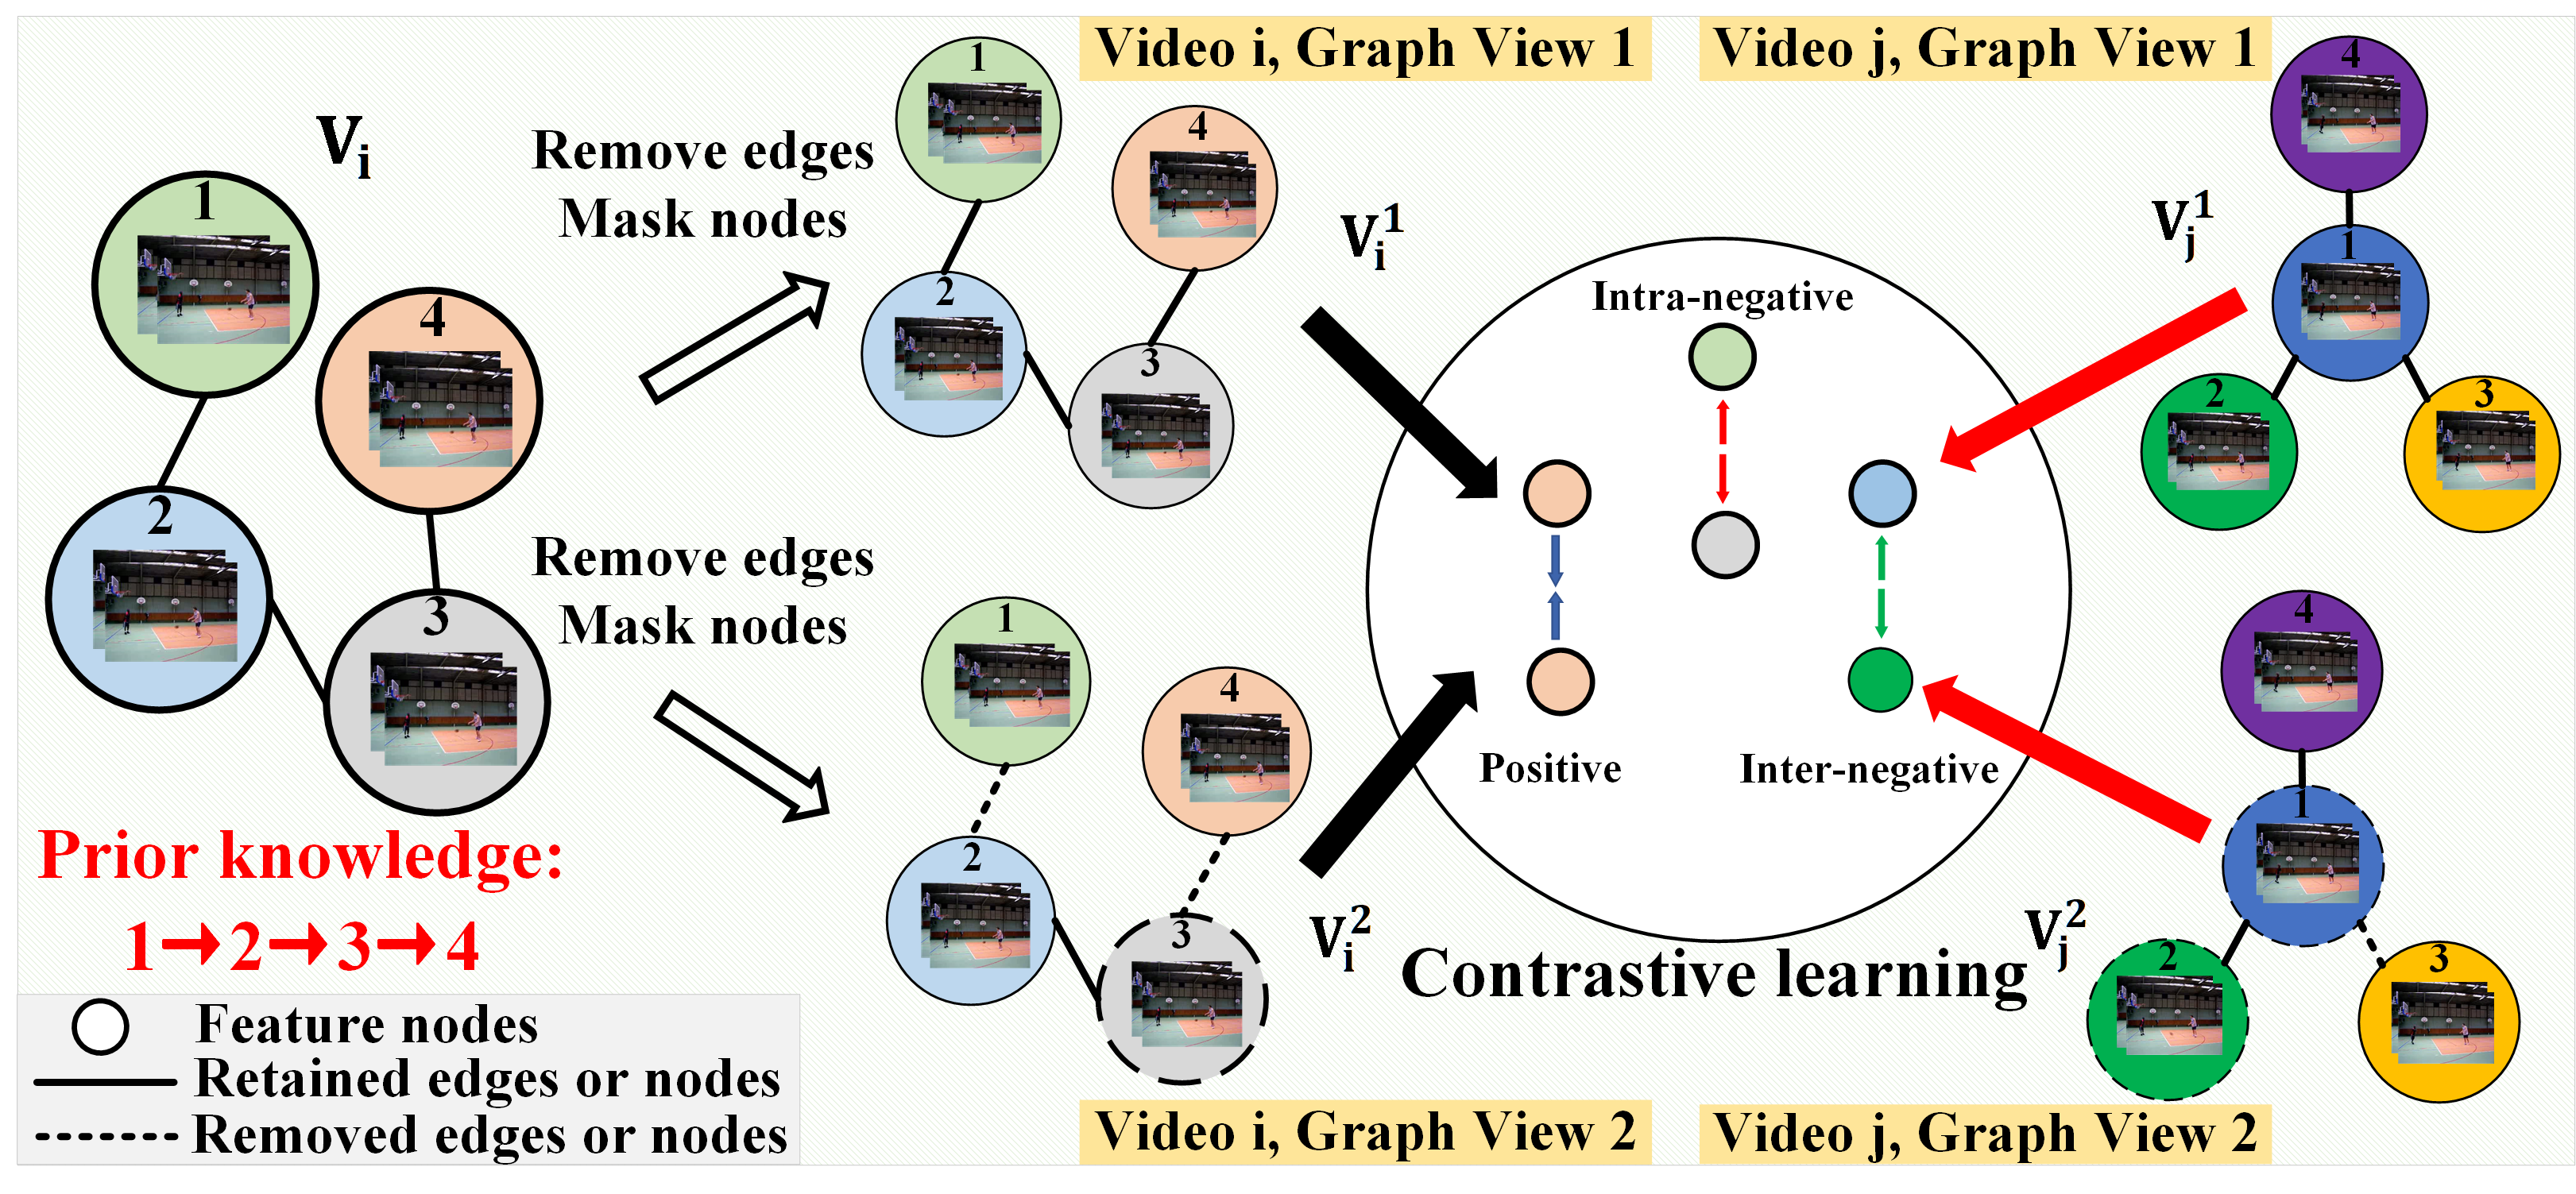 Video i, Graph View 1
Video j, Graph View 1
V_i
1
2
3
4
Remove edges
Mask nodes
Remove edges
Mask nodes
1
2
3
4
V_i^1
1
2
3
4
V_i^2
Intra-negative
Positive
Inter-negative
Contrastive learning
4
1
2
3
V_j^1
4
1
2
3
V_j^2
Prior knowledge:
1→2→3→4
Feature nodes
Retained edges or nodes
Removed edges or nodes
Video i, Graph View 2
Video j, Graph View 2